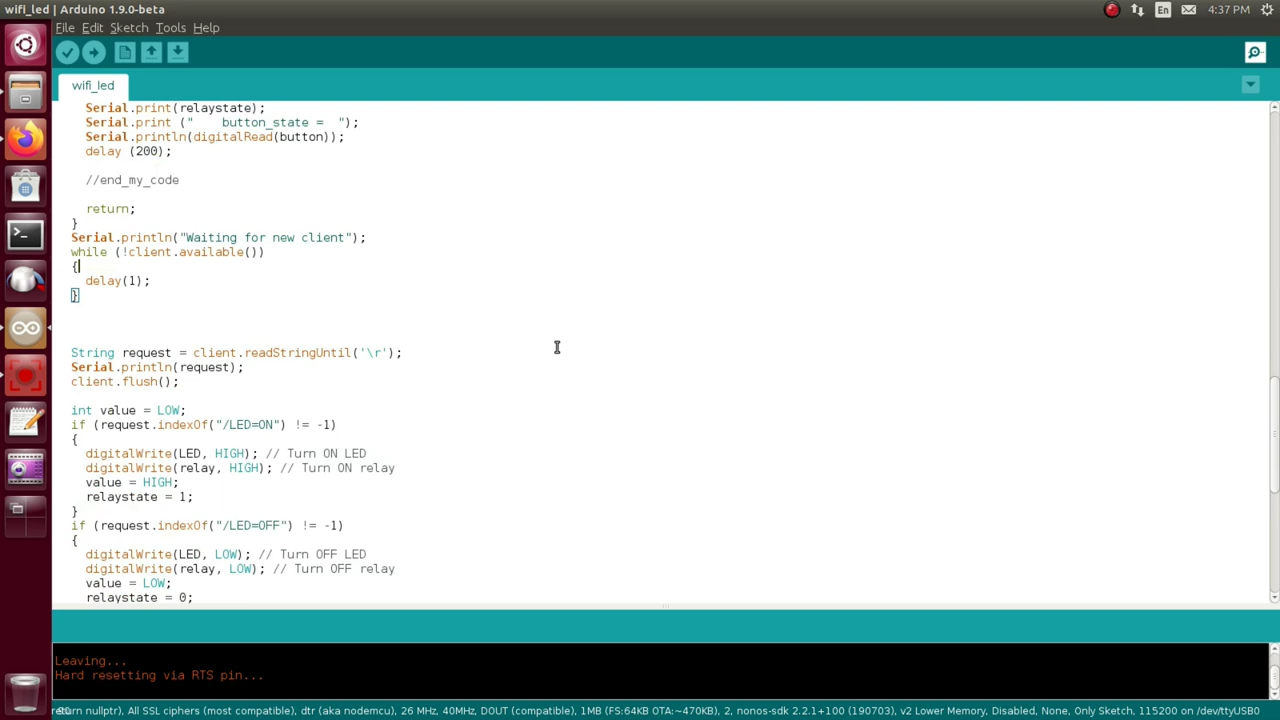 wifi_led | Arduino 1.9.0-beta
En
4:37 PM
File Edit Sketch Tools Help
wifi_led
Serial.print(relaystate);
Serial.print ("    button_state =  ");
Serial.println(digitalRead(button));
delay (200);
//end_my_code
return;
}
Serial.println("Waiting for new client");
while (!client.available())
{
delay(1);
}
String request = client.readStringUntil('\r');
Serial.println(request);
client.flush();
int value = LOW;
if (request.indexOf("/LED=ON") != -1)
{
digitalWrite(LED, HIGH); // Turn ON LED
digitalWrite(relay, HIGH); // Turn ON relay
value = HIGH;
relaystate = 1;
}
if (request.indexOf("/LED=OFF") != -1)
{
digitalWrite(LED, LOW); // Turn OFF LED
digitalWrite(relay, LOW); // Turn OFF relay
value = LOW;
relaystate = 0;
Leaving...
Hard resetting via RTS pin...
nullptr), All SSL ciphers (most compatible), dtr (aka nodemcu), 26 MHz, 40MHz, DOUT (compatible), 1MB (FS:64KB OTA:~470KB), 2, nonos-sdk 2.2.1+100 (190703), v2 Lower Memory, Disabled, None, Only Sketch, 115200 on /dev/ttyUSB0